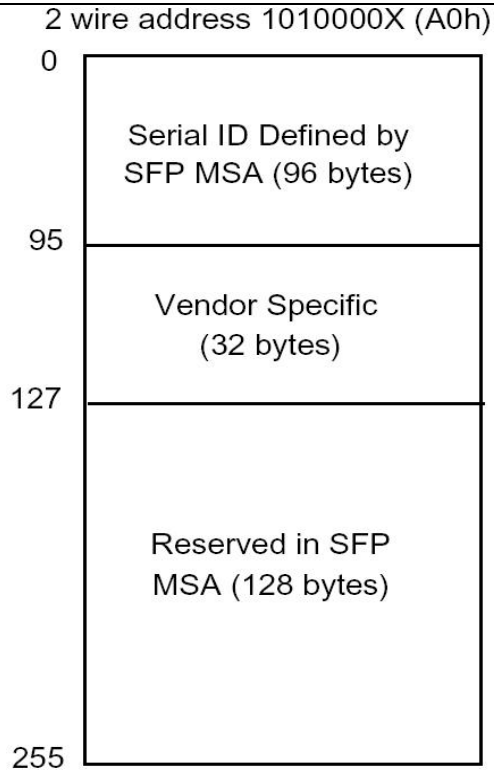 2 wire address 1010000X (A0h)
0
Serial ID Defined by
SFP MSA (96 bytes)
95
Vendor Specific
(32 bytes)
127
Reserved in SFP
MSA (128 bytes)
255